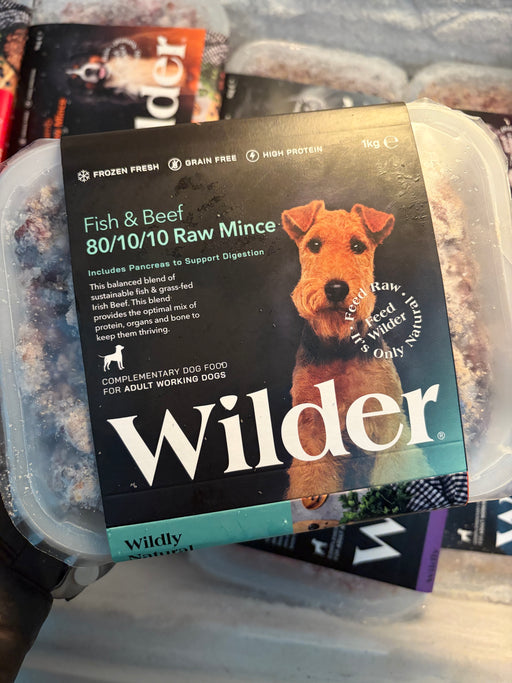 FROZEN FRESH GRAIN FREE HIGH PROTEIN 1kg ℮
Fish & Beef
80/10/10 Raw Mince
Includes Pancreas to Support Digestion
This balanced blend of
sustainable fish & grass-fed
Irish Beef. This blend
provides the optimal mix of
protein, organs and bone to
keep them thriving.
Feed Raw • It's Only Natural •
Feed
Wilder
COMPLEMENTARY DOG FOOD
FOR ADULT WORKING DOGS
Wilder®
Wildly
Natural
lder
W